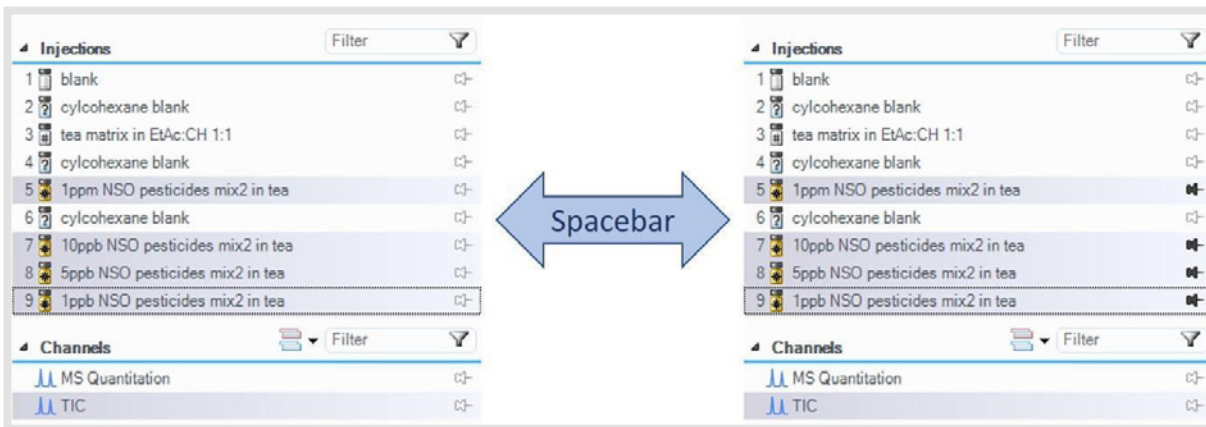 Injections Filter
1 blank
2 cylcohexane blank
3 tea matrix in EtAc:CH 1:1
4 cylcohexane blank
5 1ppm NSO pesticides mix2 in tea
6 cylcohexane blank
7 10ppb NSO pesticides mix2 in tea
8 5ppb NSO pesticides mix2 in tea
9 1ppb NSO pesticides mix2 in tea
Channels Filter
MS Quantitation
TIC
Spacebar
Injections Filter
1 blank
2 cylcohexane blank
3 tea matrix in EtAc:CH 1:1
4 cylcohexane blank
5 1ppm NSO pesticides mix2 in tea
6 cylcohexane blank
7 10ppb NSO pesticides mix2 in tea
8 5ppb NSO pesticides mix2 in tea
9 1ppb NSO pesticides mix2 in tea
Channels Filter
MS Quantitation
TIC